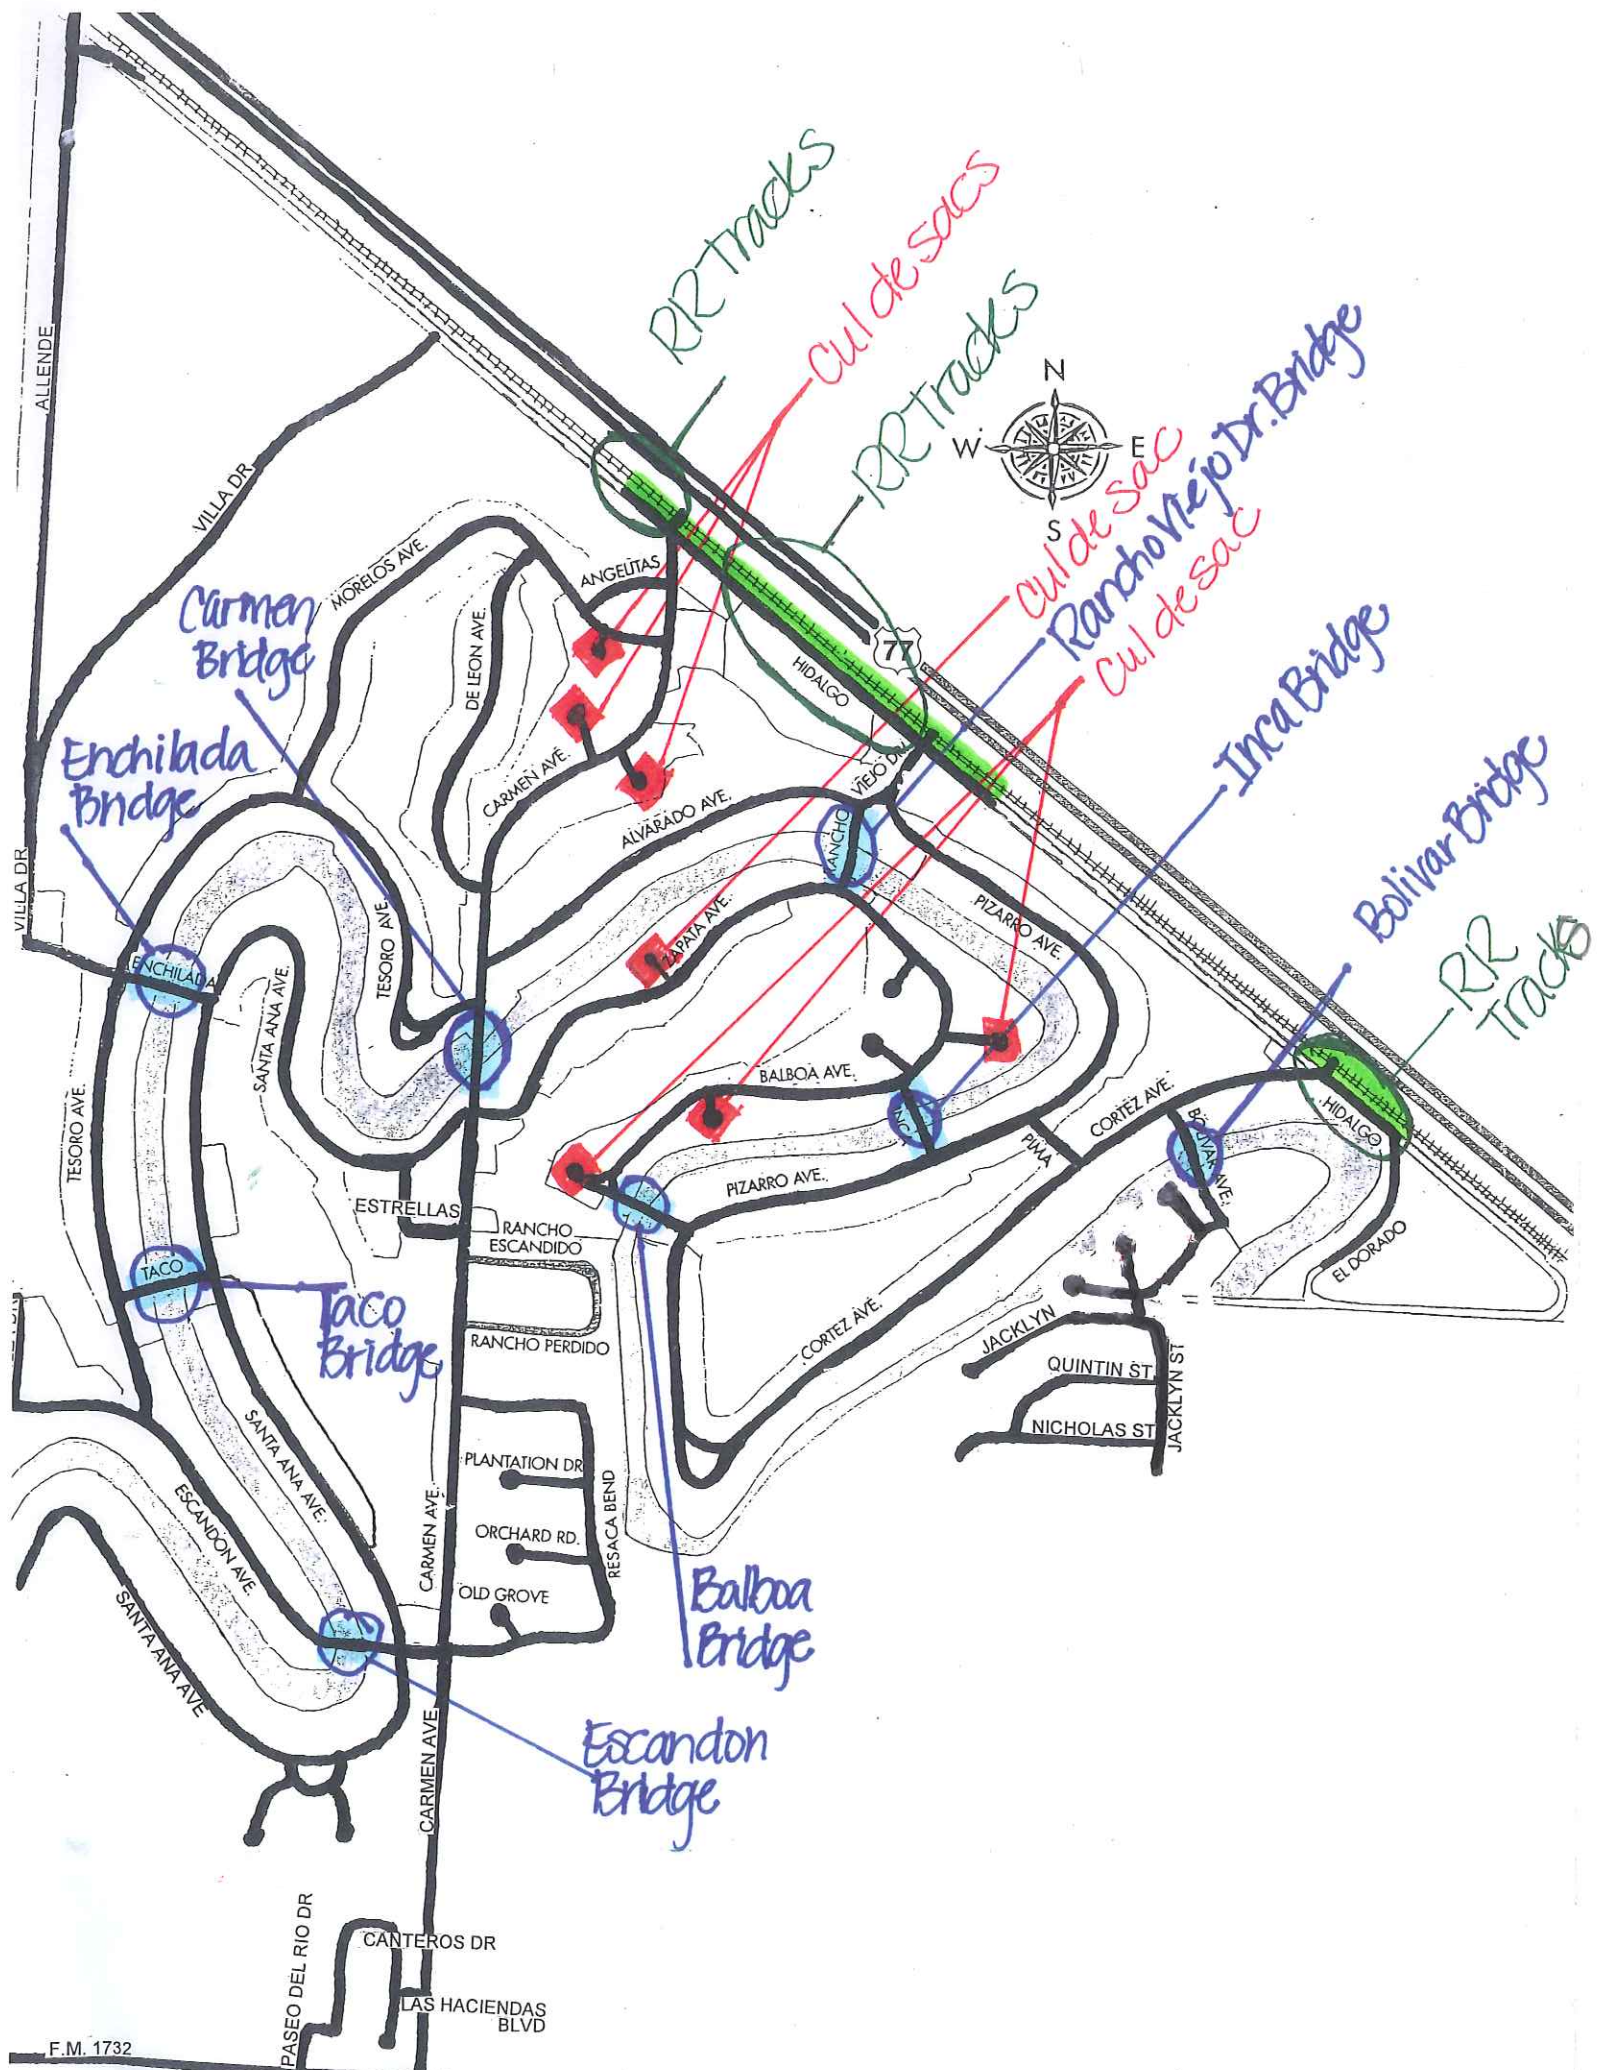 RR Tracks
cul de sacs
RR Tracks
N
W
E
S
cul de sac
Rancho Viejo Dr. Bridge
cul de sac
ALLENDE
VILLA DR
MORELOS AVE.
ANGELITAS
DE LEON AVE.
Carmen
Bridge
77
HIDALGO
Inca Bridge
Enchilada
Bridge
CARMEN AVE.
VIEJO DR
ALVARADO AVE.
RANCHO
Bolivar Bridge
VILLA DR
TESORO AVE.
ZAPATA AVE.
PIZARRO AVE.
RR
Tracks
ENCHILADA
SANTA ANA AVE.
TESORO AVE.
BALBOA AVE.
INCA
CORTEZ AVE.
PIMA
BOLIVAR AVE.
HIDALGO
PIZARRO AVE.
ESTRELLAS
RANCHO
ESCANDIDO
EL DORADO
TACO
Taco
Bridge
RANCHO PERDIDO
CORTEZ AVE.
JACKLYN
QUINTIN ST
JACKLYN ST
NICHOLAS ST
SANTA ANA AVE.
PLANTATION DR
ESCANDON AVE.
CARMEN AVE.
RESACA BEND
ORCHARD RD.
OLD GROVE
SANTA ANA AVE
Balboa
Bridge
Escandon
Bridge
CARMEN AVE.
PASEO DEL RIO DR
CANTEROS DR
LAS HACIENDAS
BLVD
F.M. 1732